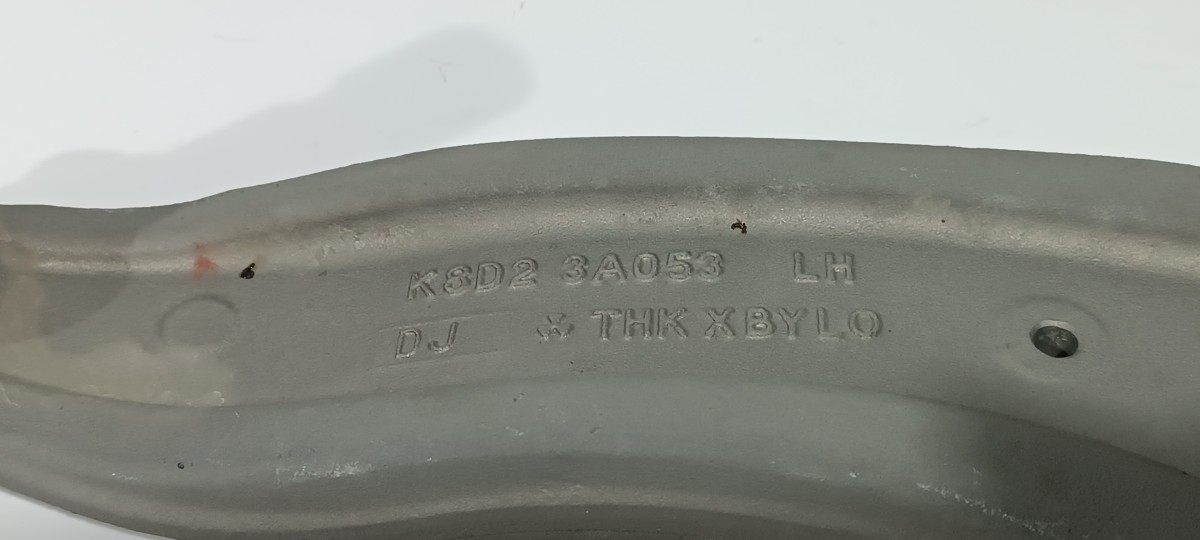 K8D2 3A053 LH
DJ THK XBYLO